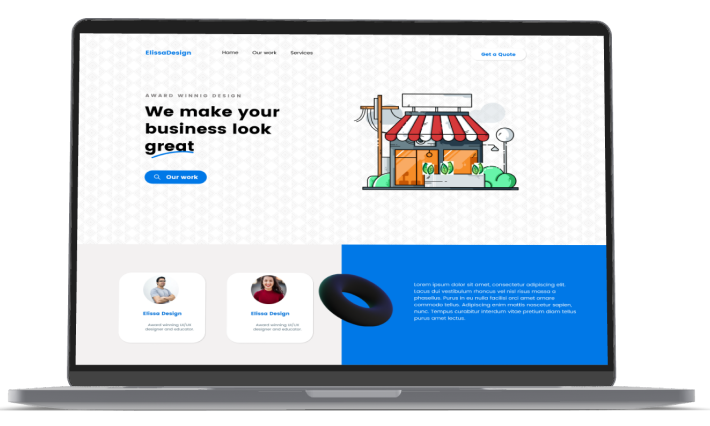 ElissaDesign
Home
Our work
Services
Get a Quote
AWARD WINNIG DESIGN
We make your
business look
great
Our work
Elissa Design
Award winning UI/UX
designer and educator
Elissa Design
Award winning UI/UX
designer and educator
Lorem ipsum dolor sit amet, consectetur adipiscing elit.
Lacus dui vestibulum rhoncus vel nisl risus massa a
phasellus. Purus in eu nulla facilisi orci amet ornare
commodo tellus. Adipiscing enim mattis nascetur sapien,
nunc. Tempus curabitur interdum vitae pretium diam tellus
purus amet lectus.